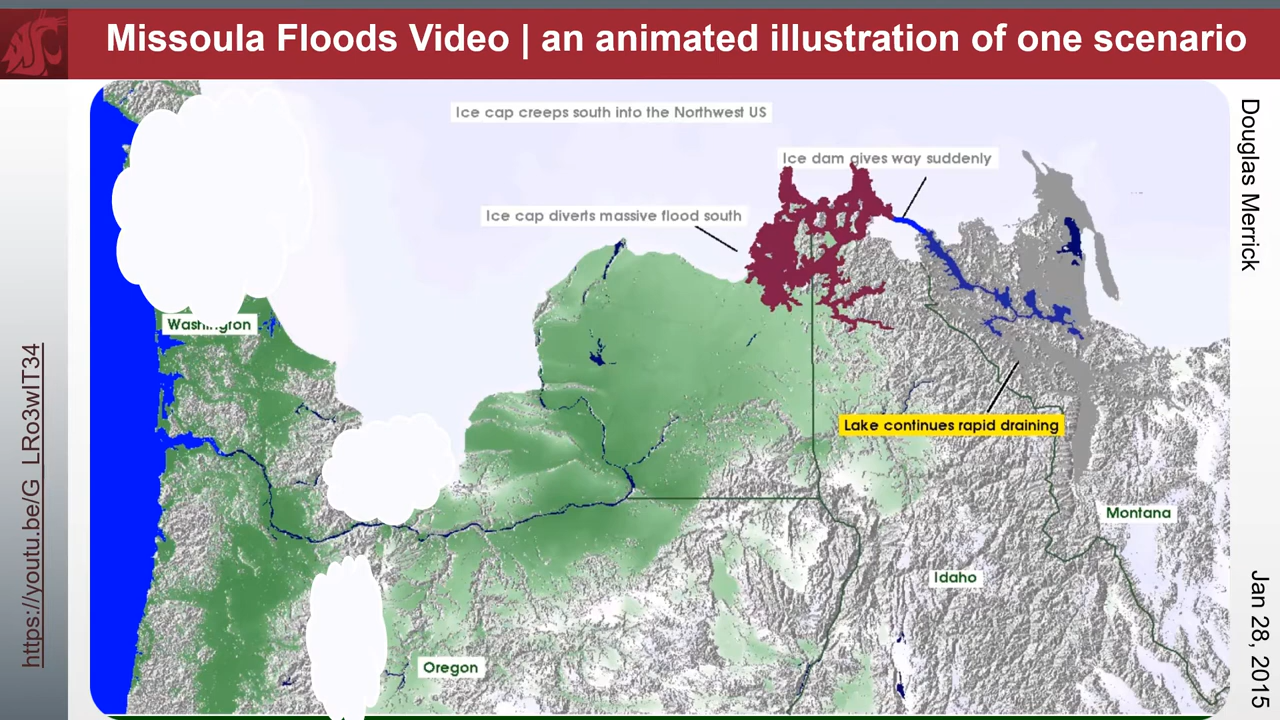 Missoula Floods Video | an animated illustration of one scenario
Ice cap creeps south into the Northwest US
Ice dam gives way suddenly
Ice cap diverts massive flood south
Washington
Lake continues rapid draining
Montana
Idaho
Oregon
https://youtu.be/G_LRo3wIT34
Douglas Merrick
Jan 28, 2015